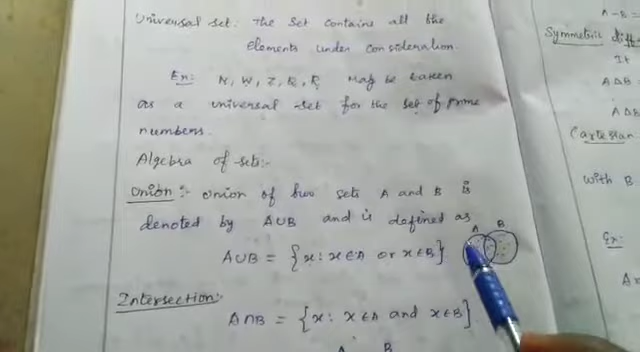 Universal set: The set contains all the
elements under consideration.
Ex: N, W, Z, Q, R may be taken
as a universal set for the set of prime
numbers.
Algebra of sets:-
Union :- Union of two sets A and B is
denoted by A∪B and is defined as
A B
A∪B = {x: x∈A or x∈B}
Intersection:-
A∩B = {x: x∈A and x∈B}
A B
A-B =
Symmetric diff
It
A∆B
A∆B
Cartesian
with B
Ex: